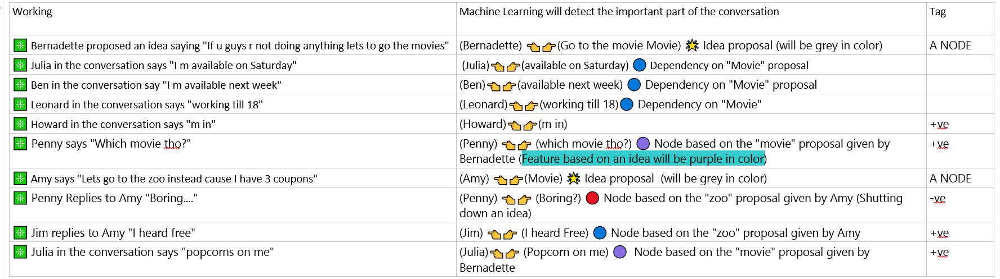 Working Machine Learning will detect the important part of the conversation Tag
Bernadette proposed an idea saying "If u guys r not doing anything lets to go the movies" (Bernadette) (Go to the movie Movie) Idea proposal (will be grey in color) A NODE
Julia in the conversation says "I m available on Saturday" (Julia) (available on Saturday) Dependency on "Movie" proposal
Ben in the conversation say "I m available next week" (Ben) (available next week) Dependency on "Movie" proposal
Leonard in the conversation says "working till 18" (Leonard) (working till 18) Dependency on "Movie"
Howard in the conversation says "m in" (Howard) (m in) +ve
Penny says "Which movie tho?" (Penny) (which movie tho?) Node based on the "movie" proposal given by +ve
Bernadette (Feature based on an idea will be purple in color)
Amy says "Lets go to the zoo instead cause I have 3 coupons" (Amy) (Movie) Idea proposal (will be grey in color) A NODE
Penny Replies to Amy "Boring...." (Penny) (Boring?) Node based on the "zoo" proposal given by Amy (Shutting -ve
down an idea)
Jim replies to Amy "I heard free" (Jim) (I heard Free) Node based on the "zoo" proposal given by Amy +ve
Julia in the conversation says "popcorns on me" (Julia) (Popcorn on me) Node based on the "movie" proposal given by +ve
Bernadette